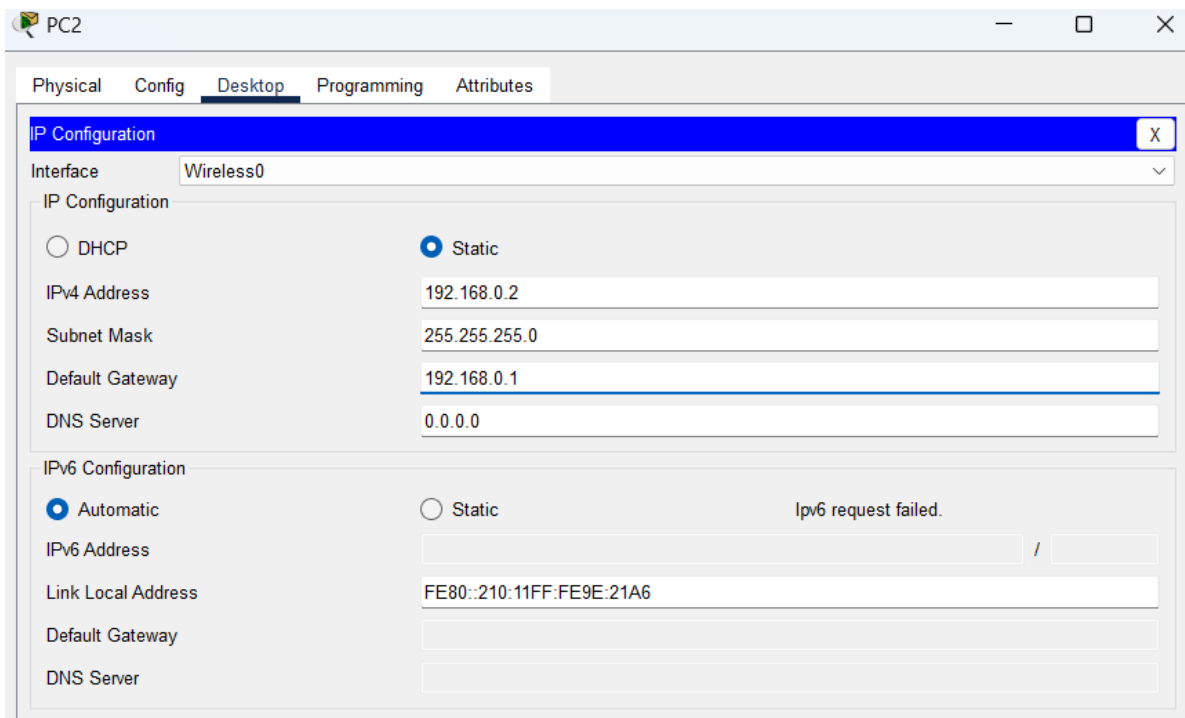 PC2
Physical Config Desktop Programming Attributes
IP Configuration X
Interface Wireless0
IP Configuration
DHCP Static
IPv4 Address 192.168.0.2
Subnet Mask 255.255.255.0
Default Gateway 192.168.0.1
DNS Server 0.0.0.0
IPv6 Configuration
Automatic Static Ipv6 request failed.
IPv6 Address /
Link Local Address FE80::210:11FF:FE9E:21A6
Default Gateway
DNS Server